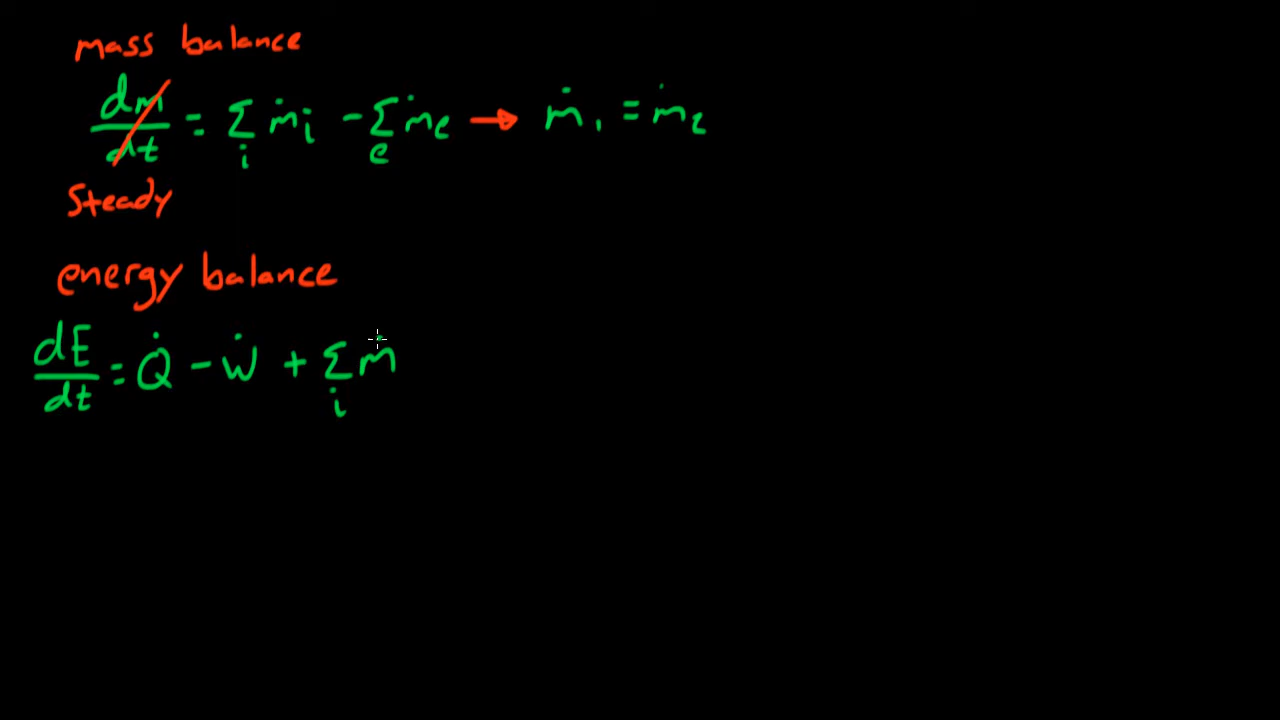 mass balance
dm/dt = Σ_i ṁ_i - Σ_e ṁ_e → ṁ_1 = ṁ_2
Steady
energy balance
dE/dt = Q̇ - Ẇ + Σ_i ṁ